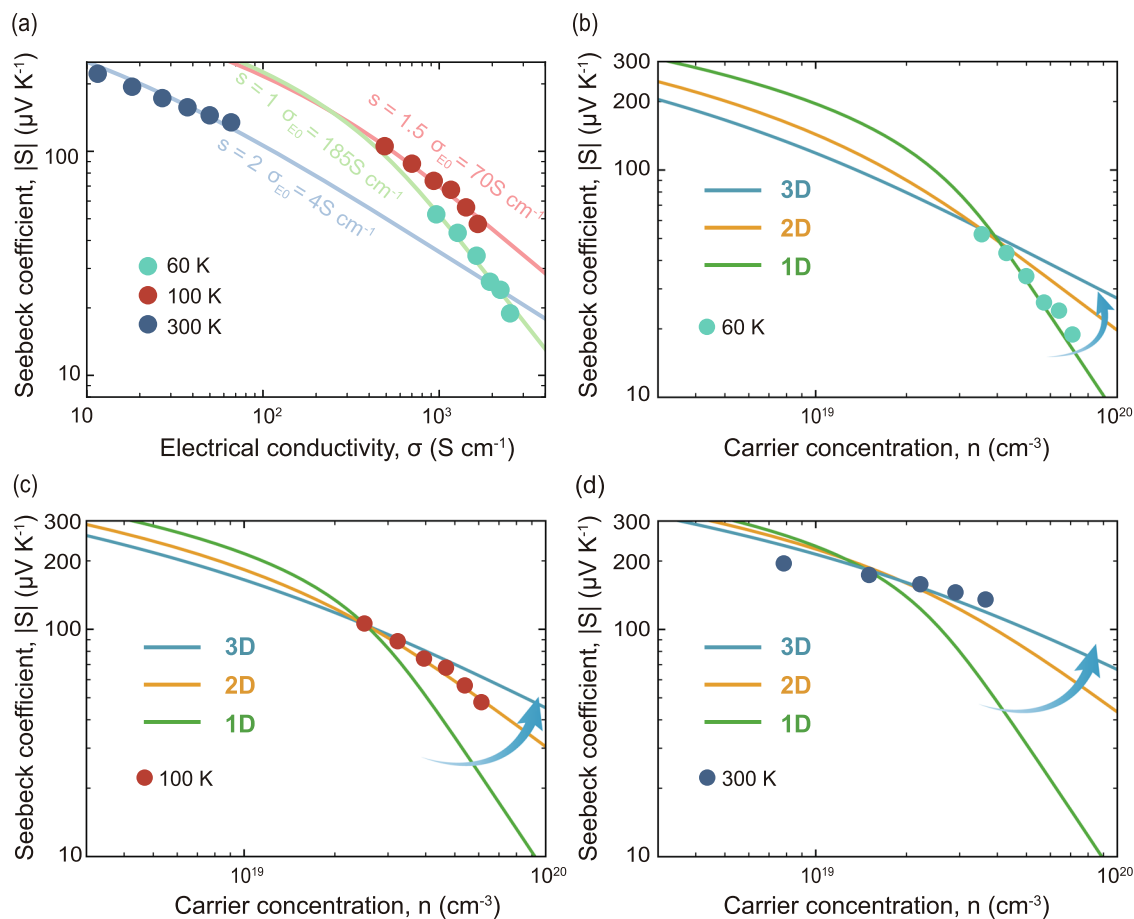 (a)
Seebeck coefficient, |S| (μV K⁻¹)
100
10
s = 1 σE0 = 185S cm⁻¹
s = 1.5 σE0 = 70S cm⁻¹
s = 2 σE0 = 4S cm⁻¹
60 K
100 K
300 K
10
10²
10³
Electrical conductivity, σ (S cm⁻¹)
(b)
Seebeck coefficient, |S| (μV K⁻¹)
300
200
100
10
3D
2D
1D
60 K
10¹⁹
10²⁰
Carrier concentration, n (cm⁻³)
(c)
Seebeck coefficient, |S| (μV K⁻¹)
300
200
100
10
3D
2D
1D
100 K
10¹⁹
10²⁰
Carrier concentration, n (cm⁻³)
(d)
Seebeck coefficient, |S| (μV K⁻¹)
300
200
100
10
3D
2D
1D
300 K
10¹⁹
10²⁰
Carrier concentration, n (cm⁻³)